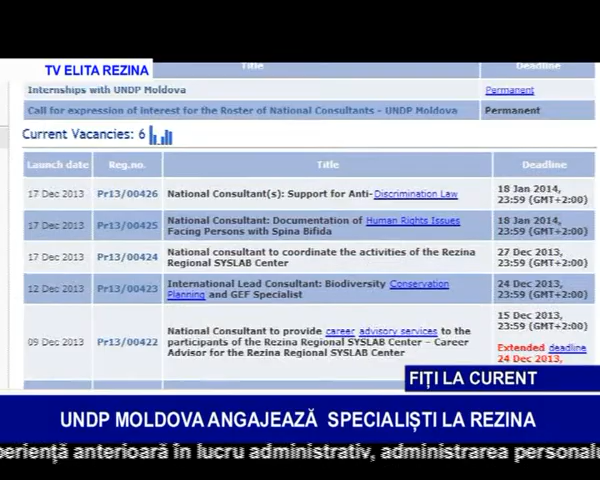 TV ELITA REZINA
Title Deadline
Internships with UNDP Moldova Permanent
Call for expression of interest for the Roster of National Consultants - UNDP Moldova Permanent
Current Vacancies: 6
Launch date Reg.no. Title Deadline
17 Dec 2013 Pr13/00426 National Consultant(s): Support for Anti-Discrimination Law 18 Jan 2014,
23:59 (GMT+2:00)
17 Dec 2013 Pr13/00425 National Consultant: Documentation of Human Rights Issues
Facing Persons with Spina Bifida 18 Jan 2014,
23:59 (GMT+2:00)
17 Dec 2013 Pr13/00424 National consultant to coordinate the activities of the Rezina
Regional SYSLAB Center 27 Dec 2013,
23:59 (GMT+2:00)
12 Dec 2013 Pr13/00423 International Lead Consultant: Biodiversity Conservation
Planning and GEF Specialist 24 Dec 2013,
23:59 (GMT+2:00)
09 Dec 2013 Pr13/00422 National Consultant to provide career advisory services to the
participants of the Rezina Regional SYSLAB Center - Career
Advisor for the Rezina Regional SYSLAB Center 15 Dec 2013,
23:59 (GMT+2:00)
Extended deadline
24 Dec 2013,
FIȚI LA CURENT
UNDP MOLDOVA ANGAJEAZĂ SPECIALIȘTI LA REZINA
periență anterioară în lucru administrativ, administrarea personalu